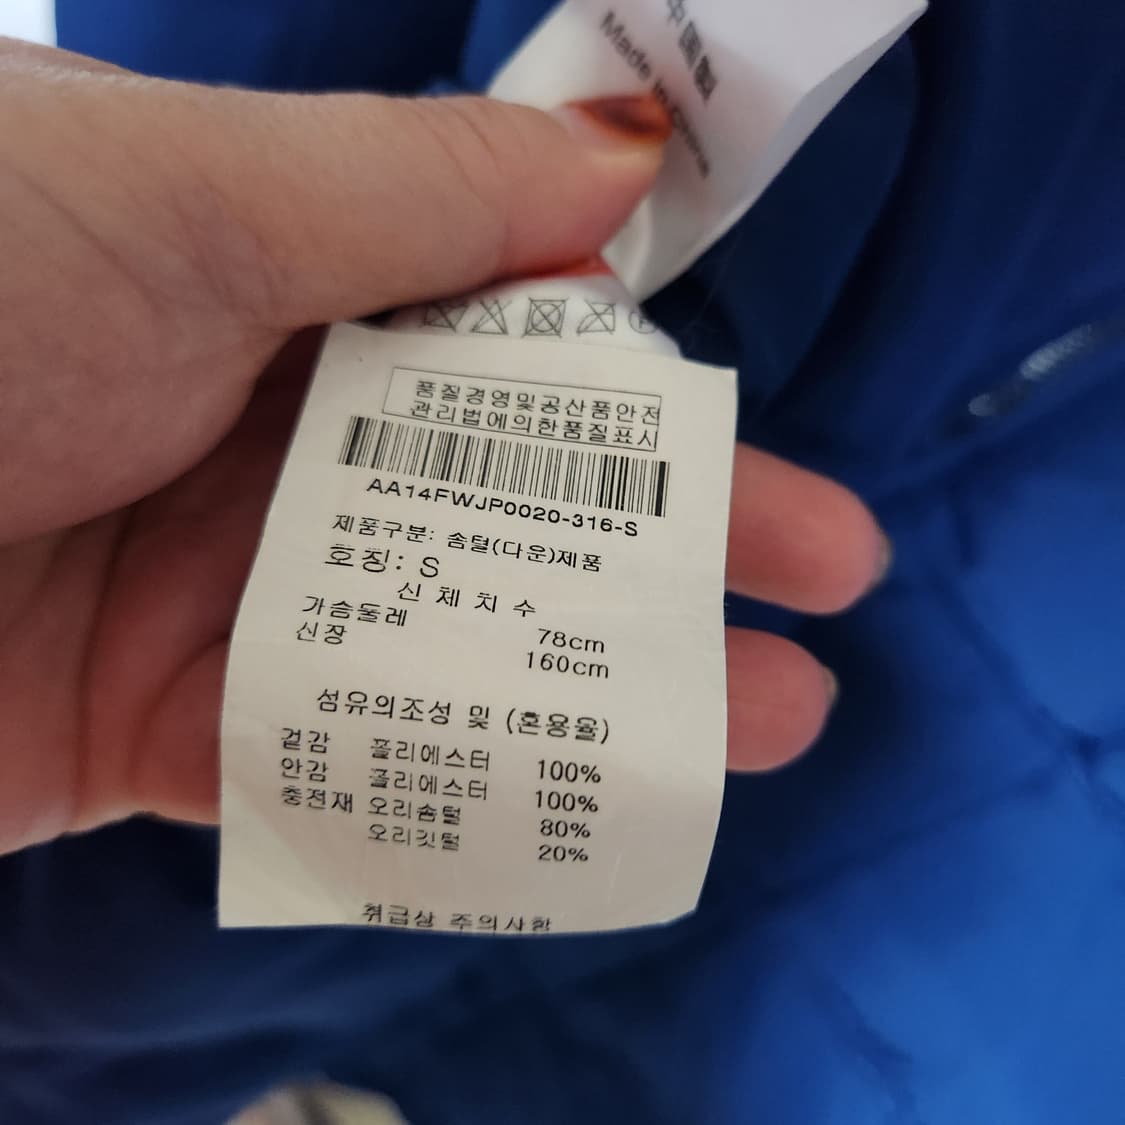 中國製
Made in China
품질경영및공산품안전
관리법에의한품질표시
AA14FWJP0020-316-S
제품구분: 솜털(다운)제품
호칭: S
신 체 치 수
가슴둘레 78cm
신장 160cm
섬유의조성 및 (혼용율)
겉감 폴리에스터 100%
안감 폴리에스터 100%
충전재 오리솜털 80%
오리깃털 20%
취급상 주의사항